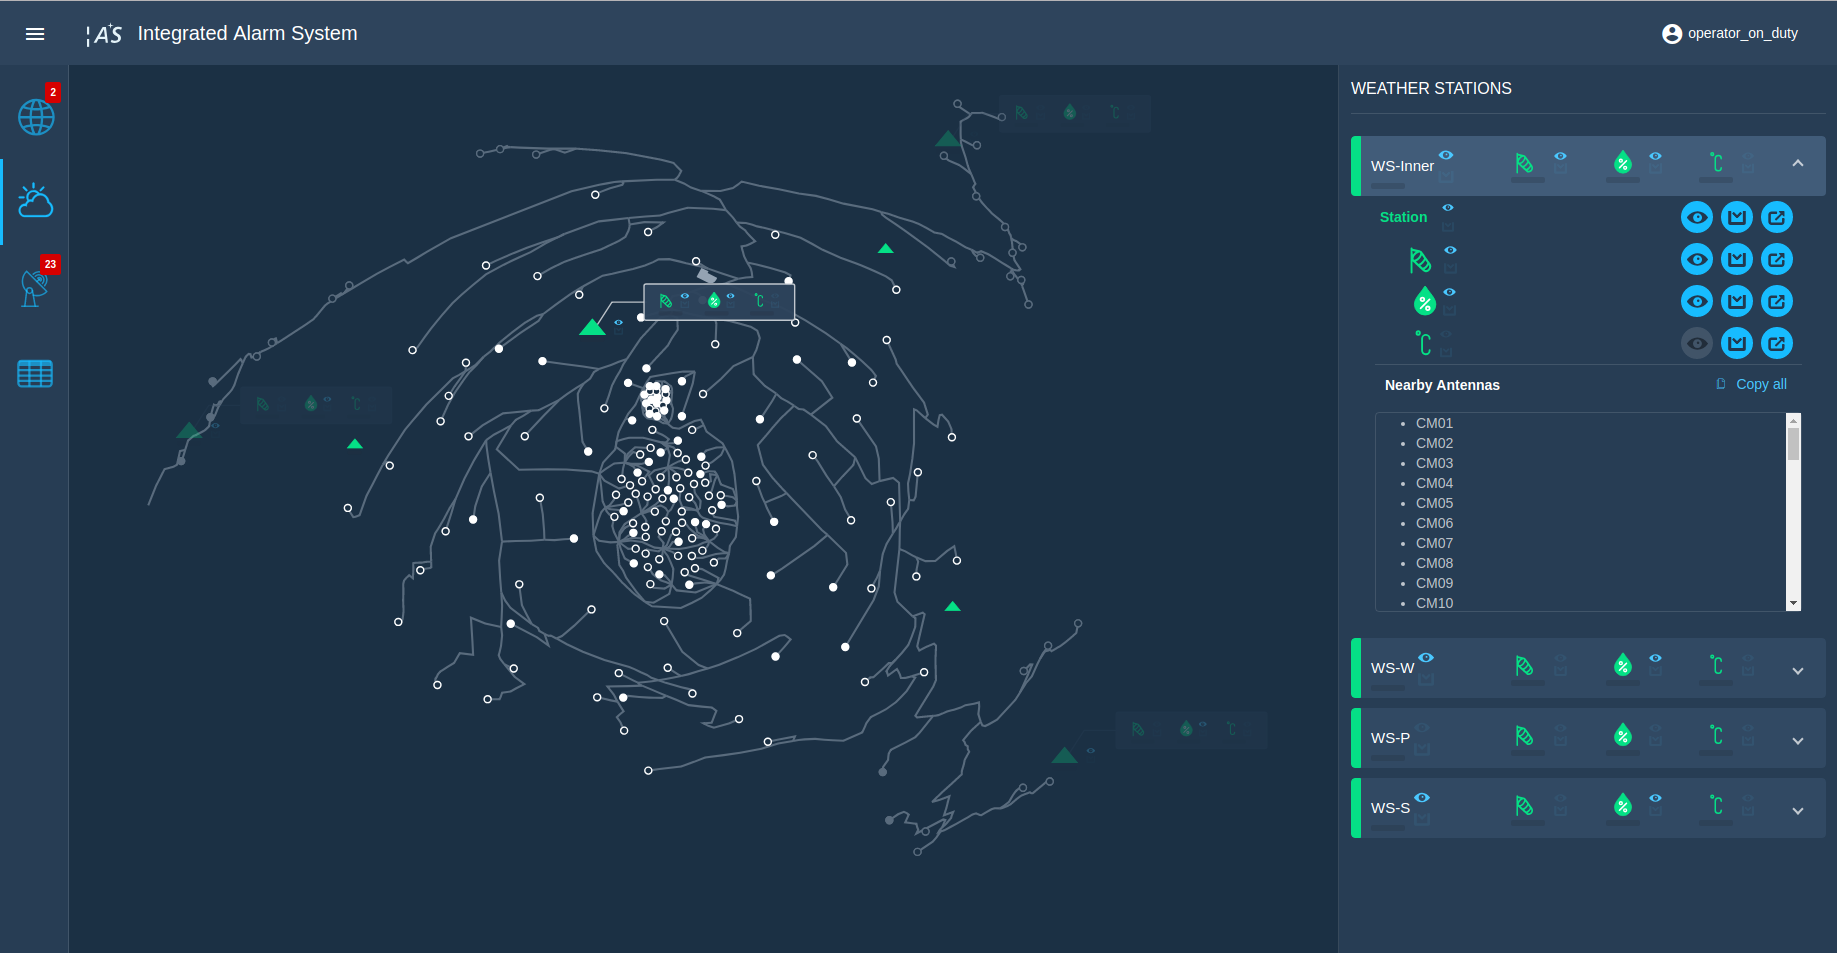 IAS Integrated Alarm System
operator_on_duty
2
23
WEATHER STATIONS
WS-Inner % °C
Station
%
°C
Nearby Antennas
Copy all
CM01
CM02
CM03
CM04
CM05
CM06
CM07
CM08
CM09
CM10
WS-W % °C
WS-P % °C
WS-S % °C
% °C
% °C
% °C
% °C